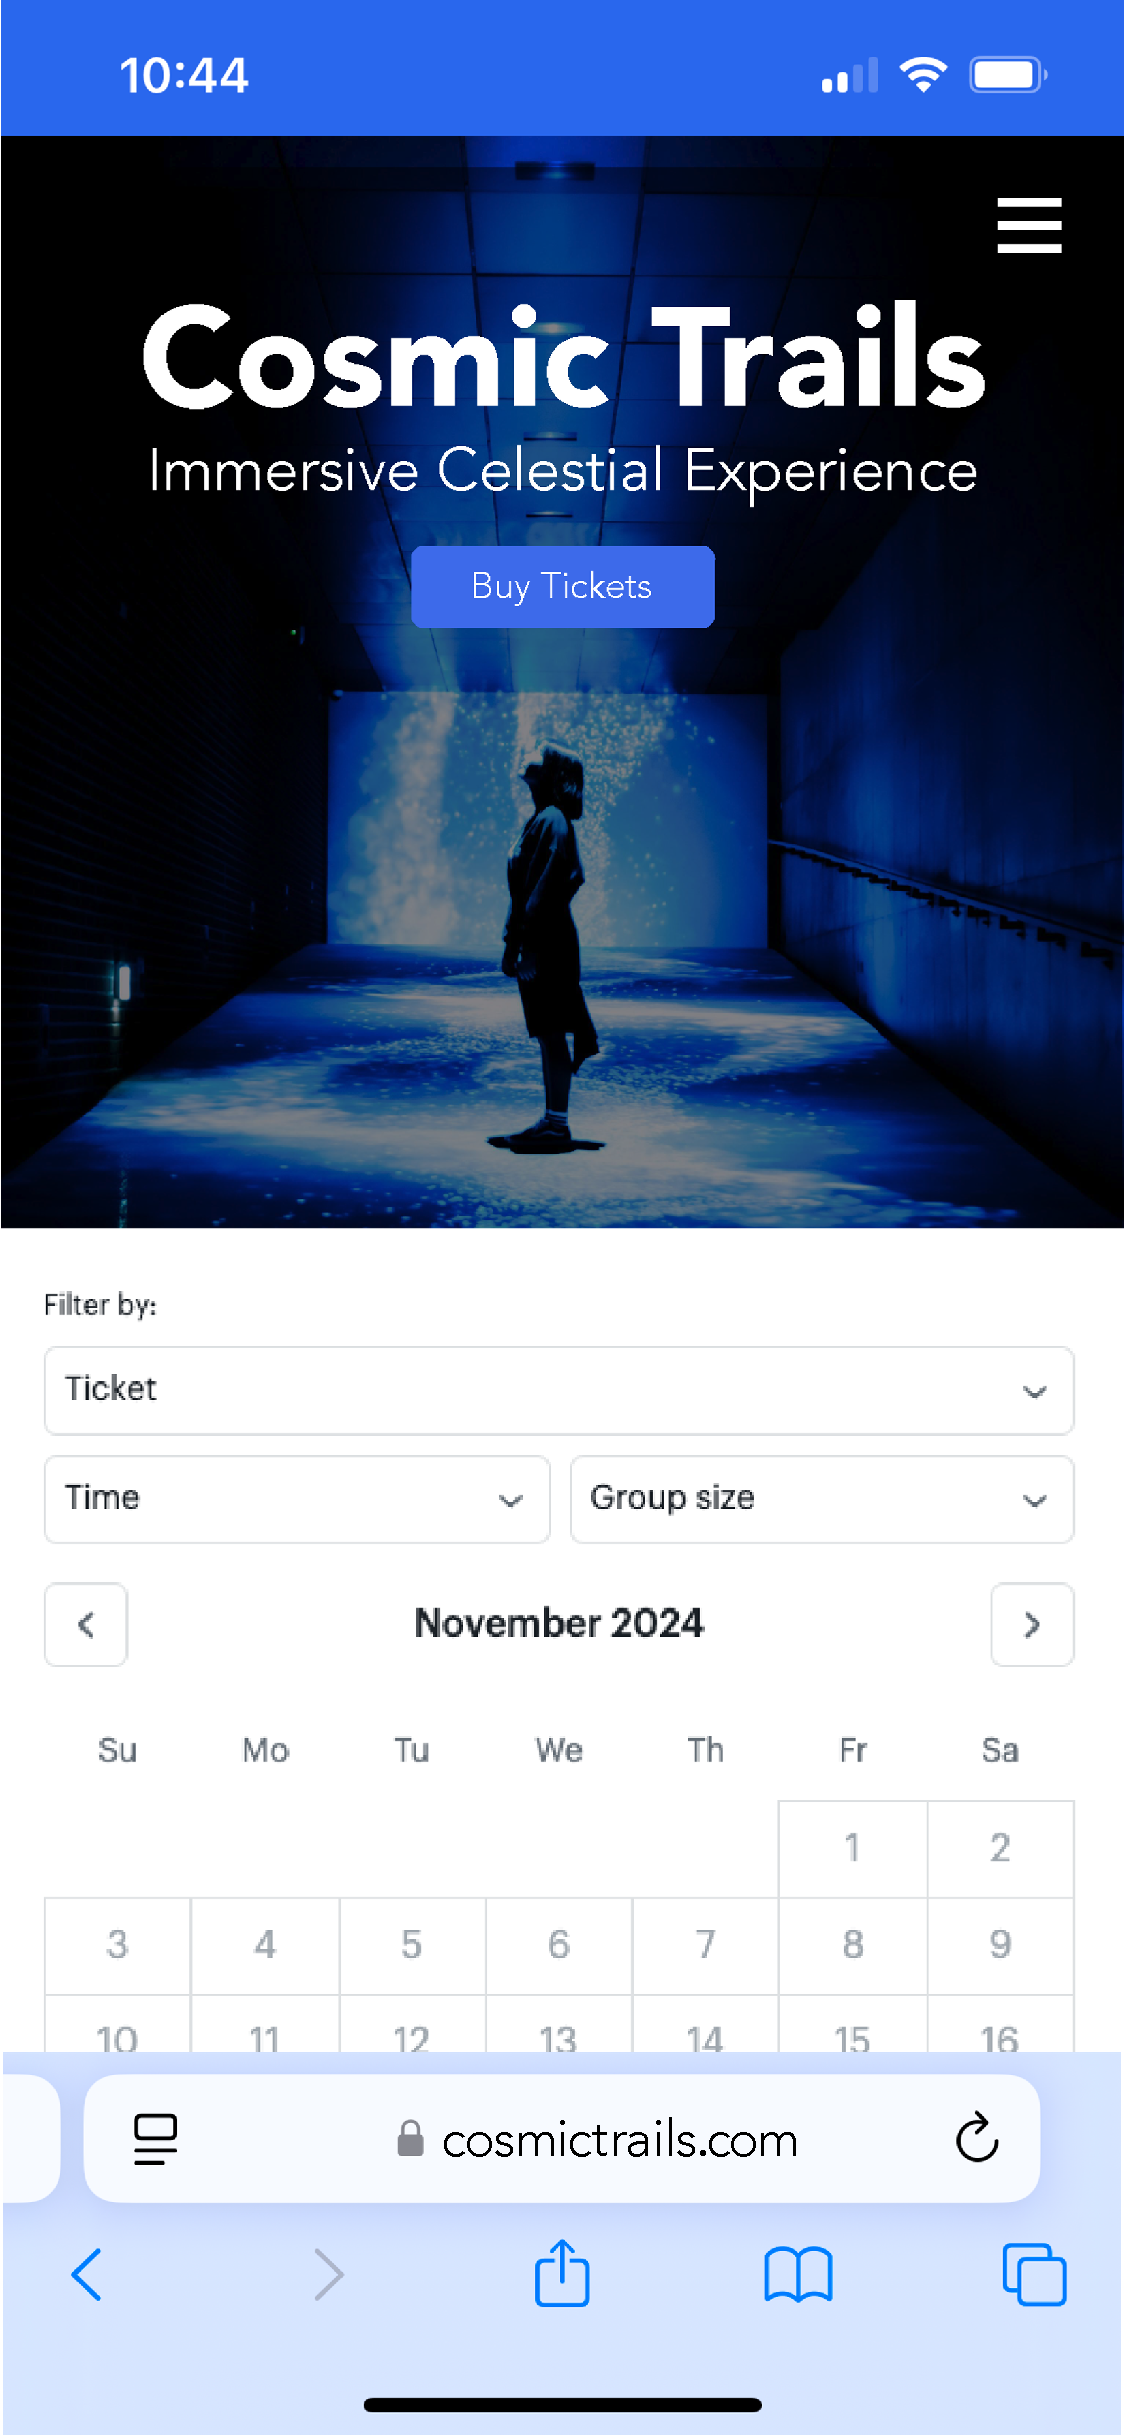 10:44
Cosmic Trails
Immersive Celestial Experience
Buy Tickets
Filter by:
Ticket
Time Group size
November 2024
Su Mo Tu We Th Fr Sa
1 2
3 4 5 6 7 8 9
10 11 12 13 14 15 16
cosmictrails.com